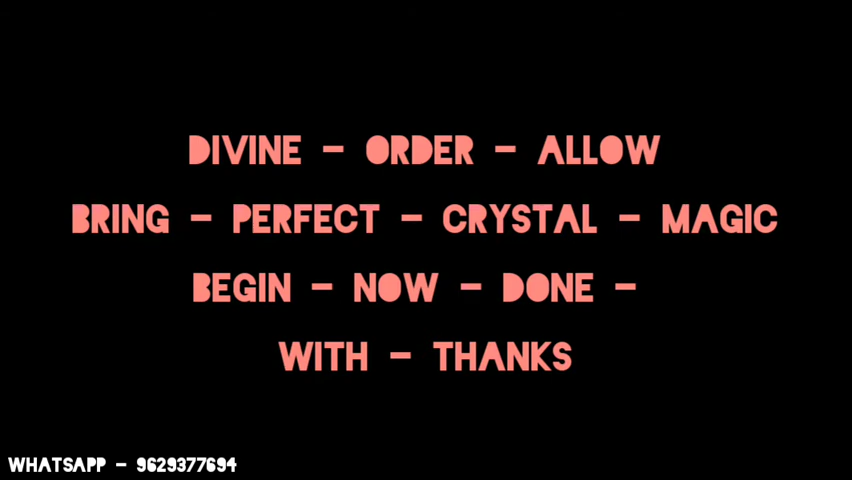 DIVINE - ORDER - ALLOW
BRING - PERFECT - CRYSTAL - MAGIC
BEGIN - NOW - DONE -
WITH - THANKS
WHATSAPP - 9629377694